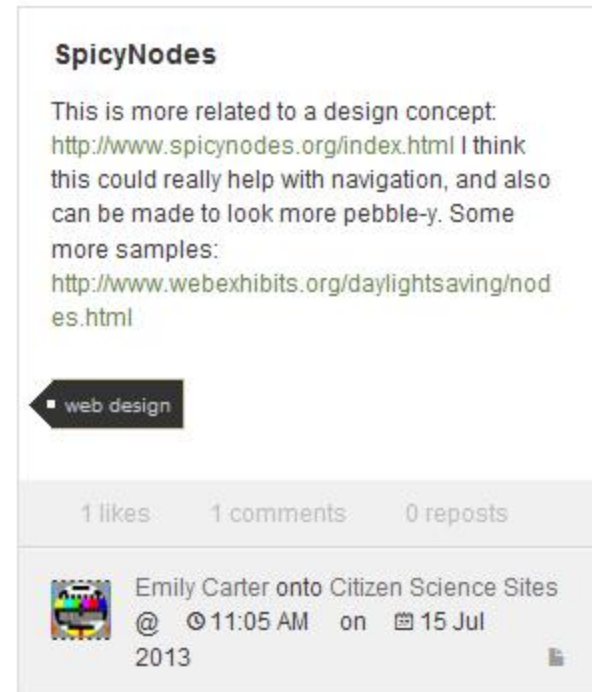 SpicyNodes
This is more related to a design concept:
http://www.spicynodes.org/index.html I think
this could really help with navigation, and also
can be made to look more pebble-y. Some
more samples:
http://www.webexhibits.org/daylightsaving/nod
es.html
web design
1 likes 1 comments 0 reposts
Emily Carter onto Citizen Science Sites
@ 11:05 AM on 15 Jul
2013